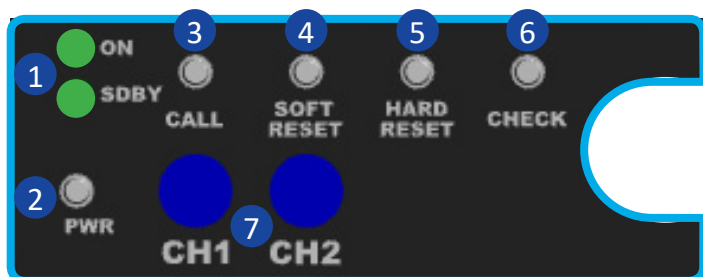 3
4
5
6
1
ON
SDBY
CALL
SOFT
RESET
HARD
RESET
CHECK
2
PWR
7
CH1
CH2